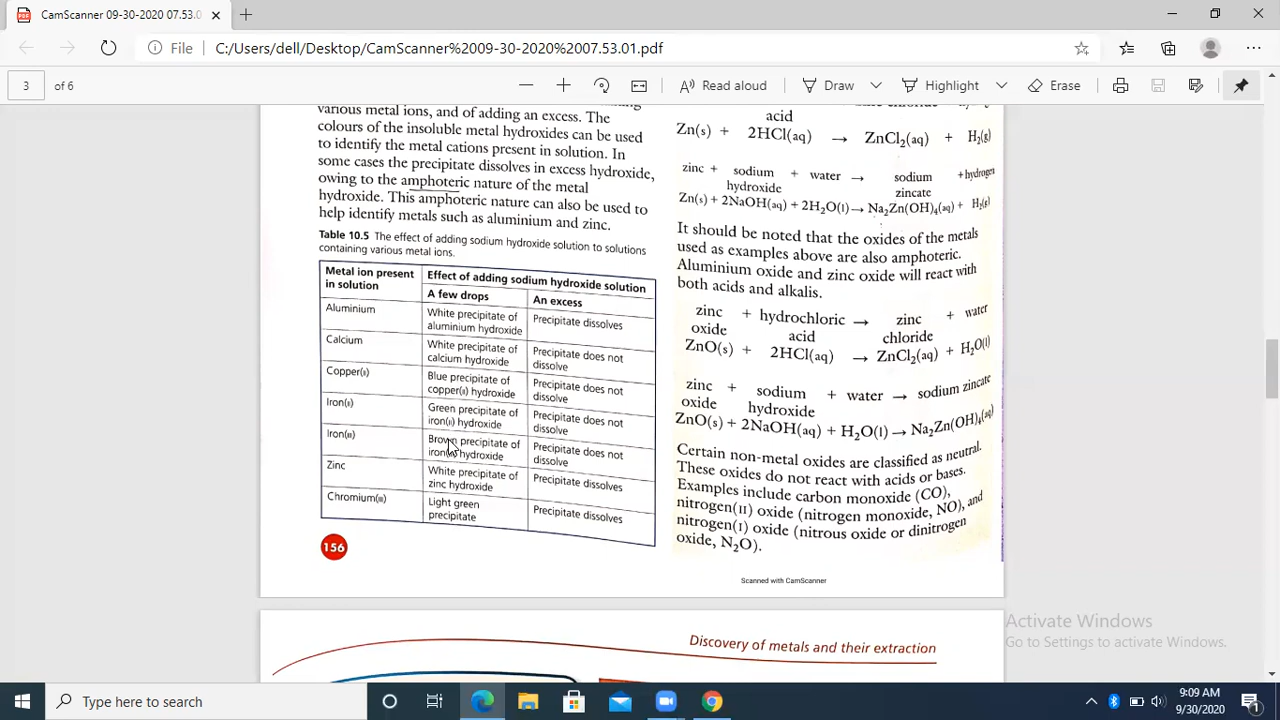 CamScanner 09-30-2020 07.53.0
File
C:/Users/dell/Desktop/CamScanner%2009-30-2020%2007.53.01.pdf
3 of 6
Read aloud
Draw
Highlight
Erase
various metal ions, and of adding an excess. The
colours of the insoluble metal hydroxides can be used
to identify the metal cations present in solution. In
some cases the precipitate dissolves in excess hydroxide,
owing to the amphoteric nature of the metal
hydroxide. This amphoteric nature can also be used to
help identify metals such as aluminium and zinc.
Table 10.5 The effect of adding sodium hydroxide solution to solutions
containing various metal ions.
Metal ion present
in solution
Effect of adding sodium hydroxide solution
A few drops
An excess
Aluminium
White precipitate of
aluminium hydroxide
Precipitate dissolves
Calcium
White precipitate of
calcium hydroxide
Precipitate does not
dissolve
Copper(II)
Blue precipitate of
copper(II) hydroxide
Precipitate does not
dissolve
Iron(II)
Green precipitate of
iron(II) hydroxide
Precipitate does not
dissolve
Iron(III)
Brown precipitate of
iron(III) hydroxide
Precipitate does not
dissolve
Zinc
White precipitate of
zinc hydroxide
Precipitate dissolves
Chromium(III)
Light green
precipitate
Precipitate dissolves
156
acid
Zn(s) + 2HCl(aq) → ZnCl₂(aq) + H₂(g)
zinc + sodium + water → sodium + hydrogen
hydroxide zincate
Zn(s) + 2NaOH(aq) + 2H₂O(l) → Na₂Zn(OH)₄(aq) + H₂(g)
It should be noted that the oxides of the metals
used as examples above are also amphoteric.
Aluminium oxide and zinc oxide will react with
both acids and alkalis.
zinc + hydrochloric → zinc + water
oxide acid chloride
ZnO(s) + 2HCl(aq) → ZnCl₂(aq) + H₂O(l)
zinc + sodium + water → sodium zincate
oxide hydroxide
ZnO(s) + 2NaOH(aq) + H₂O(l) → Na₂Zn(OH)₄(aq)
Certain non-metal oxides are classified as neutral.
These oxides do not react with acids or bases.
Examples include carbon monoxide (CO),
nitrogen(II) oxide (nitrogen monoxide, NO), and
nitrogen(I) oxide (nitrous oxide or dinitrogen
oxide, N₂O).
Scanned with CamScanner
Discovery of metals and their extraction
Activate Windows
Go to Settings to activate Windows.
Type here to search
9:09 AM
9/30/2020
1